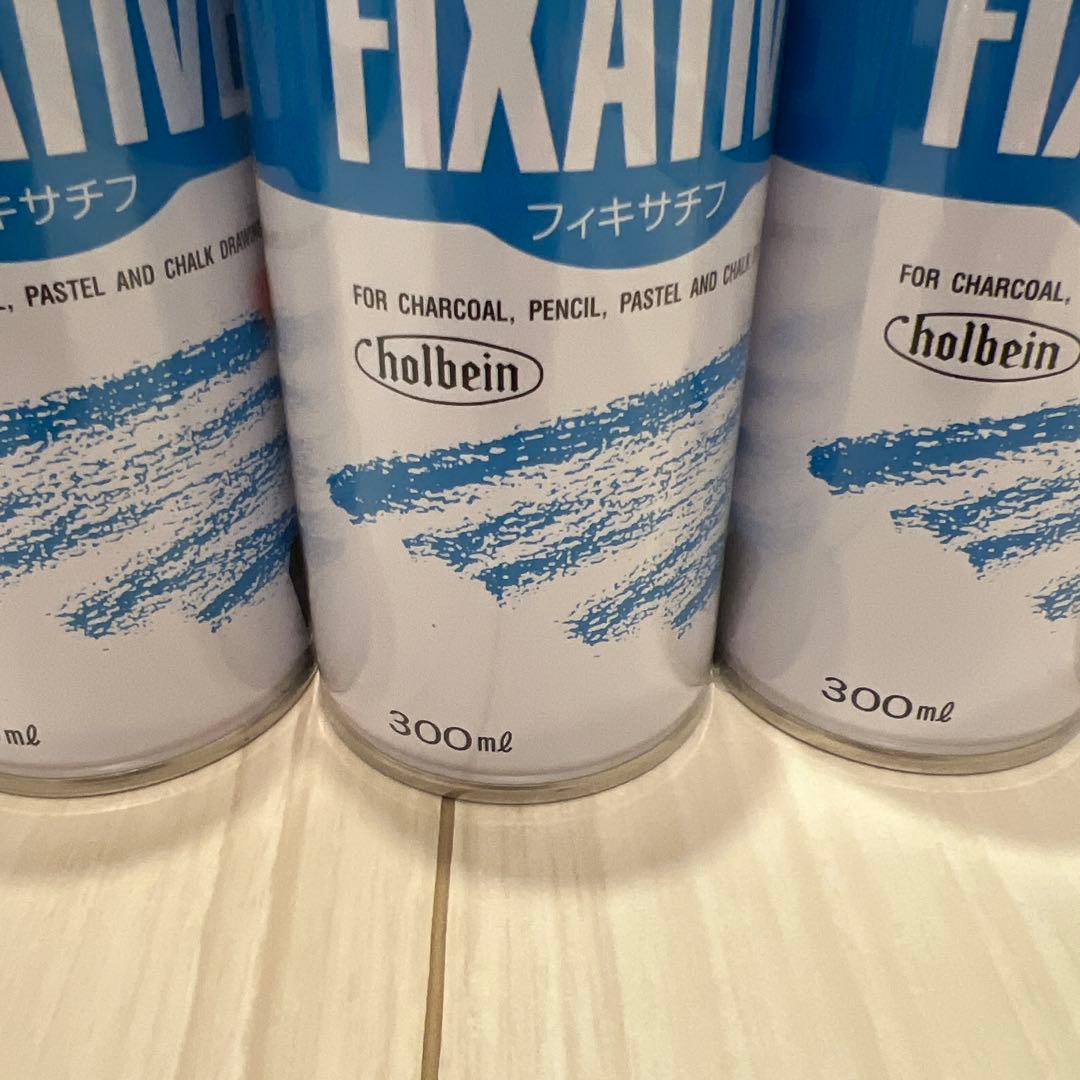 FIXATIVE
フィキサチフ
, PASTEL AND CHALK
ml
FIXATIV
フィキサチフ
FOR CHARCOAL, PENCIL, PASTEL AND CHALK
holbein
300ml
FIX
FOR CHARCOAL,
holbein
300ml